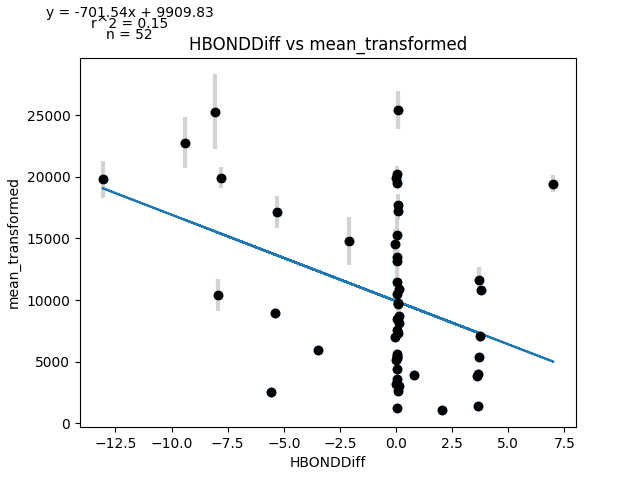 y = -701.54x + 9909.83
r^2 = 0.15
n = 52
HBONDDiff vs mean_transformed
mean_transformed
25000
20000
15000
10000
5000
0
−12.5 −10.0 −7.5 −5.0 −2.5 0.0 2.5 5.0 7.5
HBONDDiff